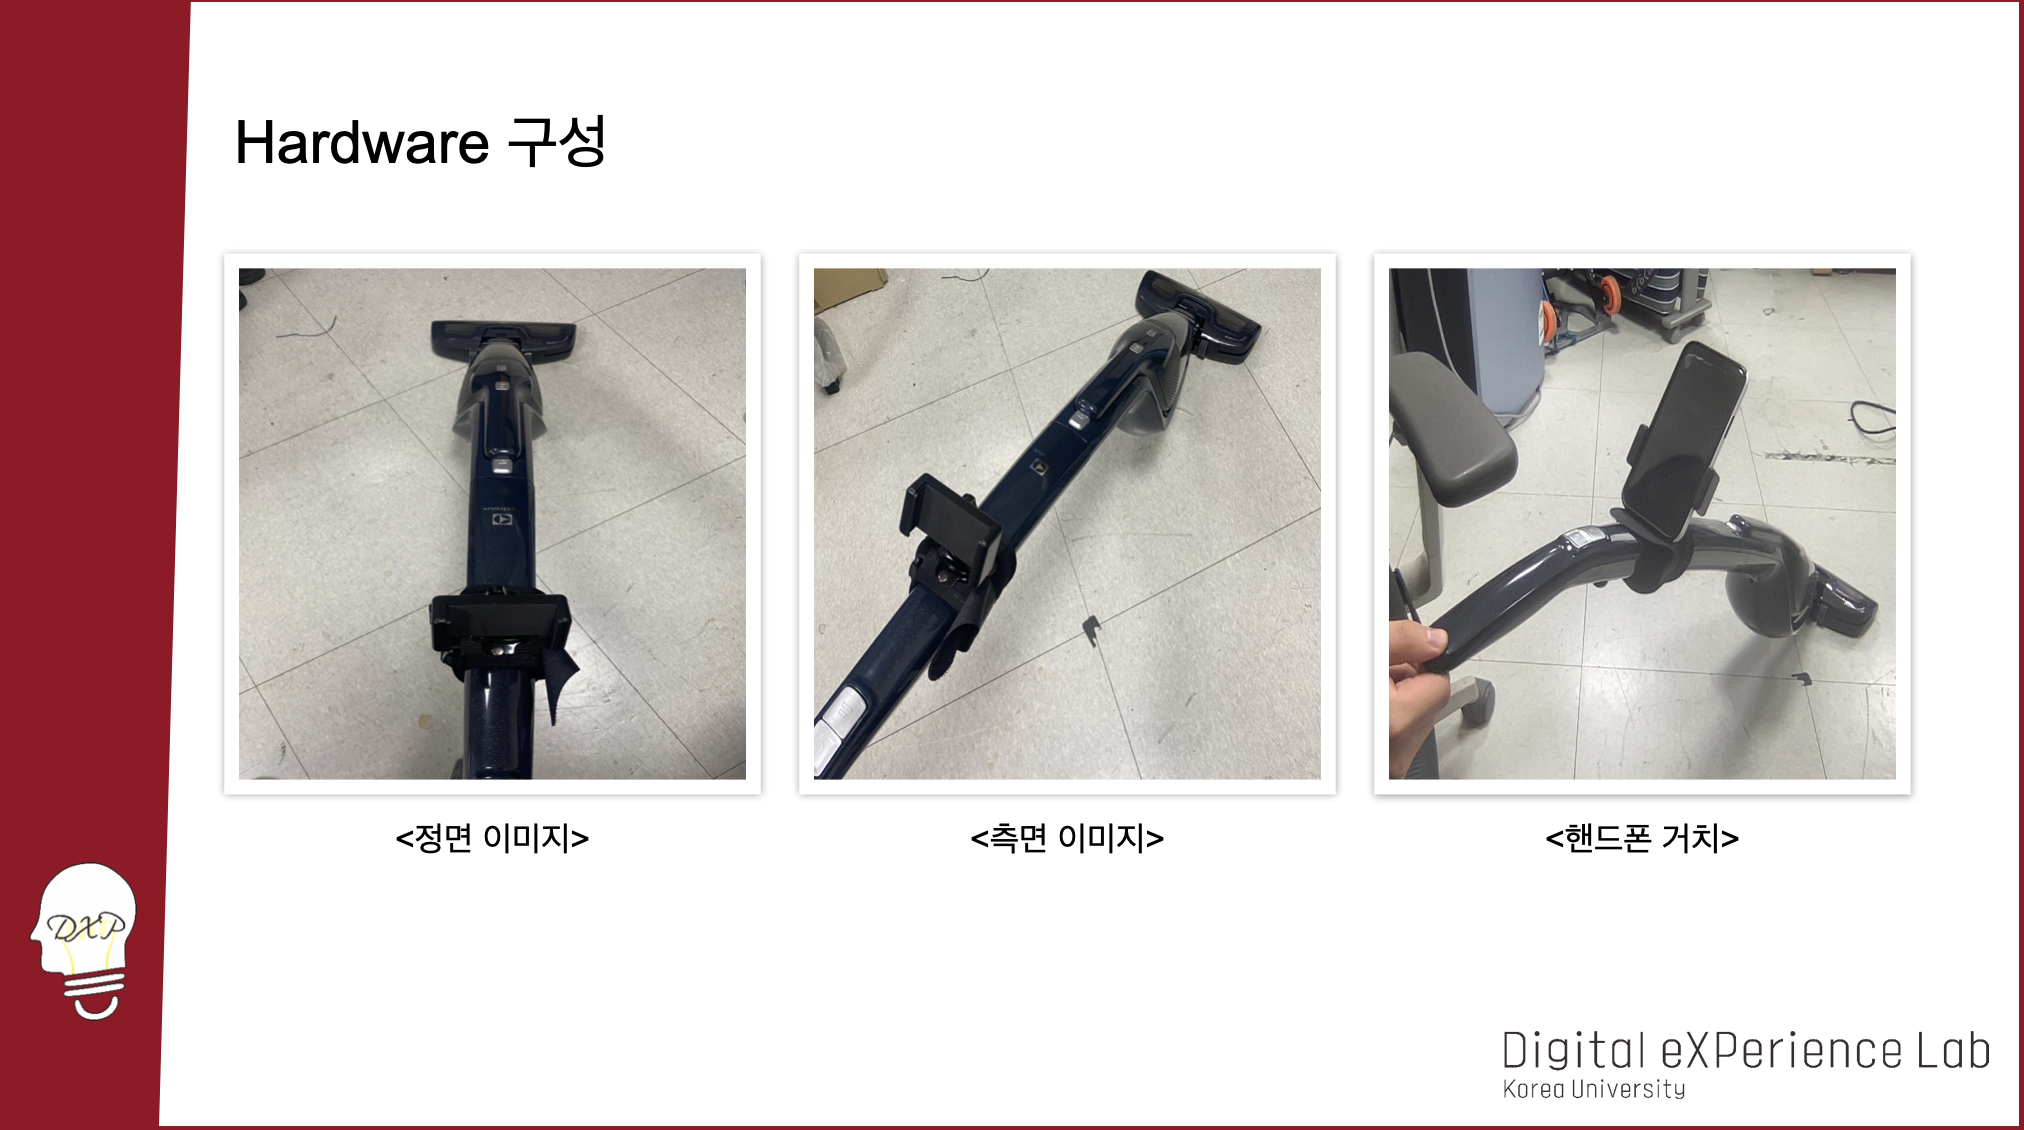 Hardware 구성
<정면 이미지>
<측면 이미지>
<핸드폰 거치>
DXP
Digital eXPerience Lab
Korea University